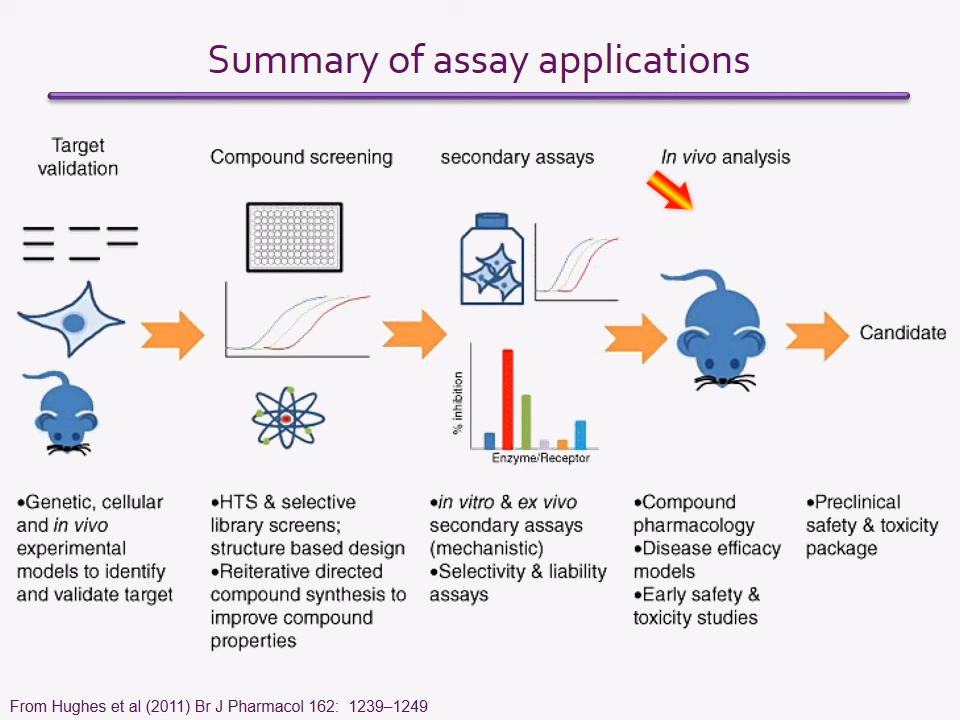 Summary of assay applications
Target
validation
Compound screening
secondary assays
In vivo analysis
% inhibition
Enzyme/Receptor
Candidate
•Genetic, cellular
and in vivo
experimental
models to identify
and validate target
•HTS & selective
library screens;
structure based design
•Reiterative directed
compound synthesis to
improve compound
properties
•in vitro & ex vivo
secondary assays
(mechanistic)
•Selectivity & liability
assays
•Compound
pharmacology
•Disease efficacy
models
•Early safety &
toxicity studies
•Preclinical
safety & toxicity
package
From Hughes et al (2011) Br J Pharmacol 162: 1239–1249